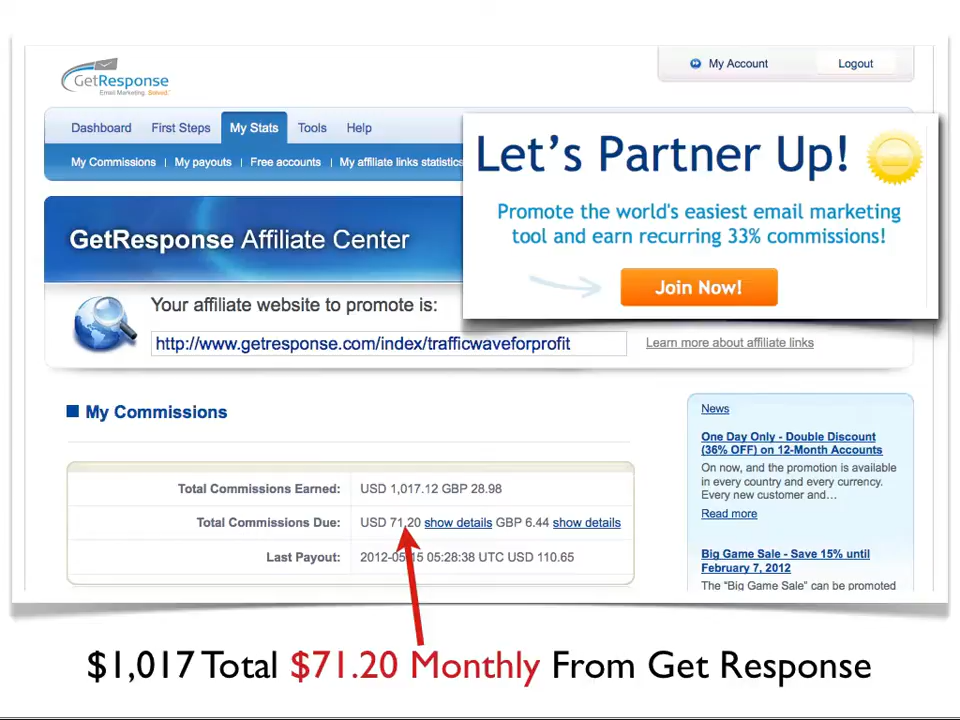 GetResponse
Email Marketing. Solved.
My Account
Logout
Dashboard
First Steps
My Stats
Tools
Help
My Commissions
My payouts
Free accounts
My affiliate links statistics
Let's Partner Up!
Promote the world's easiest email marketing
tool and earn recurring 33% commissions!
Join Now!
GetResponse Affiliate Center
Your affiliate website to promote is:
http://www.getresponse.com/index/trafficwaveforprofit
Learn more about affiliate links
My Commissions
Total Commissions Earned: USD 1,017.12 GBP 28.98
Total Commissions Due: USD 71.20 show details GBP 6.44 show details
Last Payout: 2012-05-15 05:28:38 UTC USD 110.65
News
One Day Only - Double Discount
(36% OFF) on 12-Month Accounts
On now, and the promotion is available
in every country and every currency.
Every new customer and...
Read more
Big Game Sale - Save 15% until
February 7, 2012
The "Big Game Sale" can be promoted
$1,017 Total $71.20 Monthly From Get Response